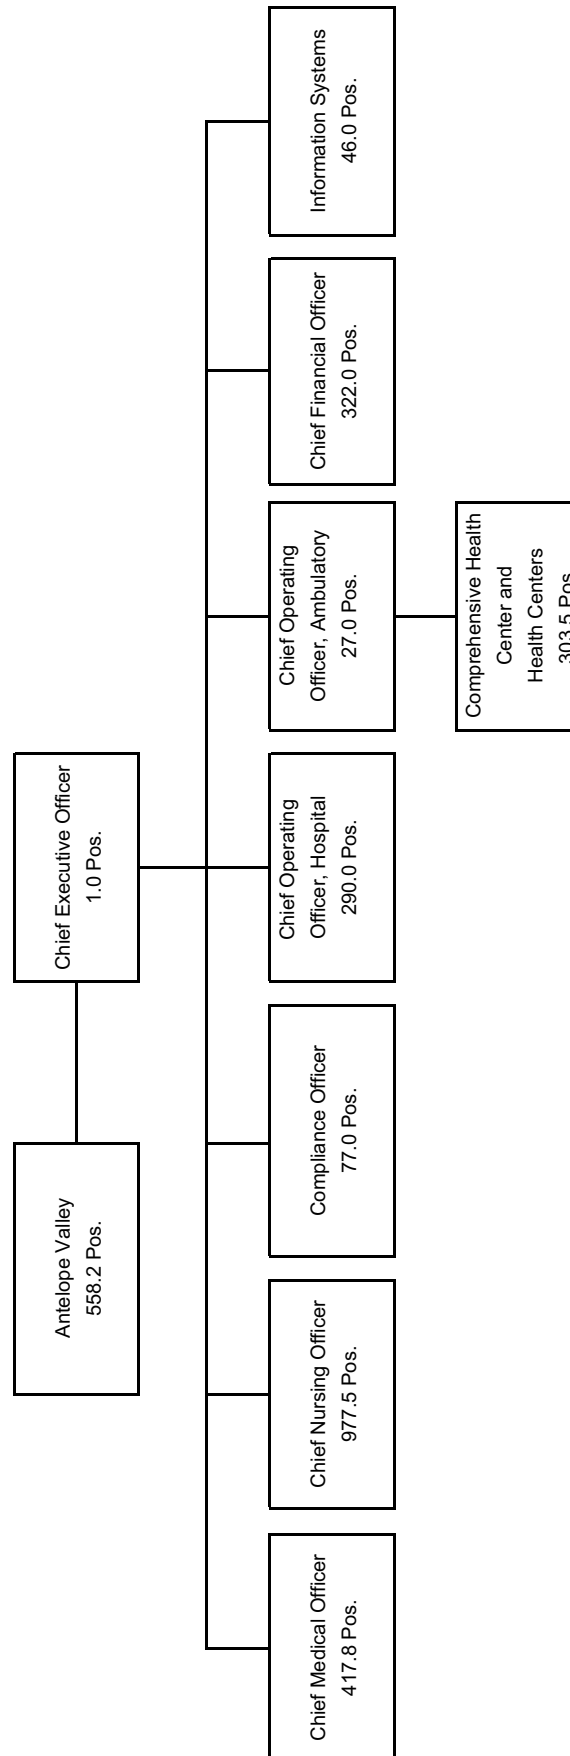 Antelope Valley
558.2 Pos.
Chief Executive Officer
1.0 Pos.
Chief Medical Officer
417.8 Pos.
Chief Nursing Officer
977.5 Pos.
Compliance Officer
77.0 Pos.
Chief Operating
Officer, Hospital
290.0 Pos.
Chief Operating
Officer, Ambulatory
27.0 Pos.
Chief Financial Officer
322.0 Pos.
Information Systems
46.0 Pos.
Comprehensive Health
Center and
Health Centers
303.5 Pos.